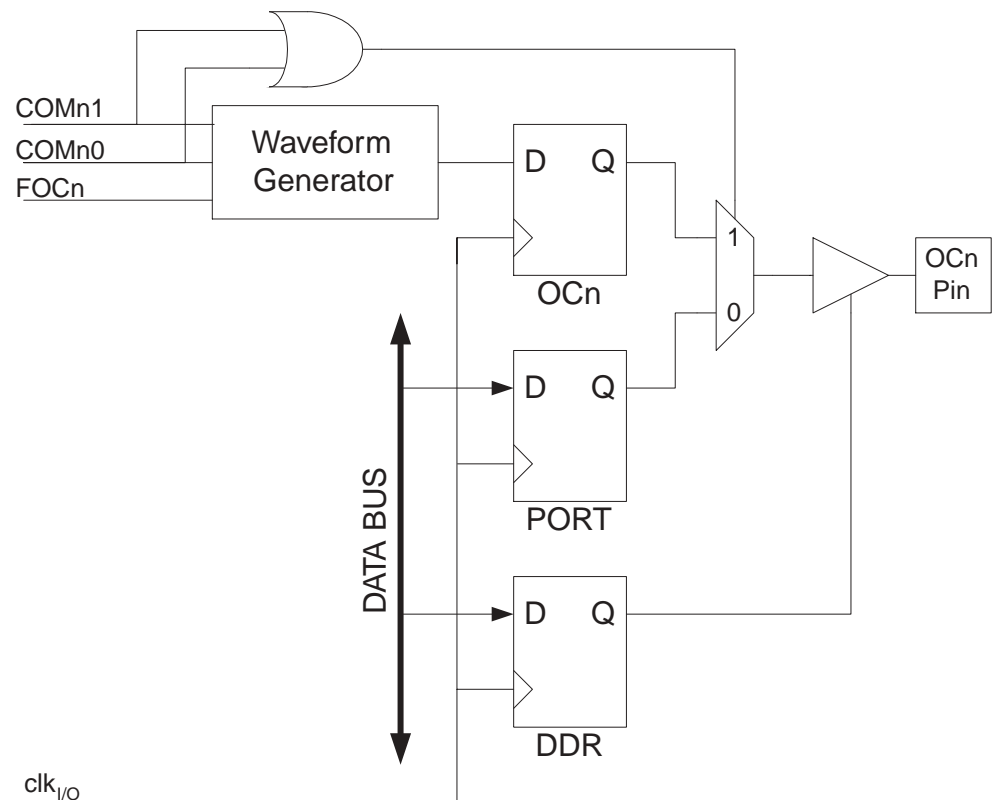 COMn1
COMn0
FOCn
Waveform
Generator
D Q
OCn
1
0
OCn
Pin
D Q
PORT
DATA BUS
D Q
DDR
clkI/O